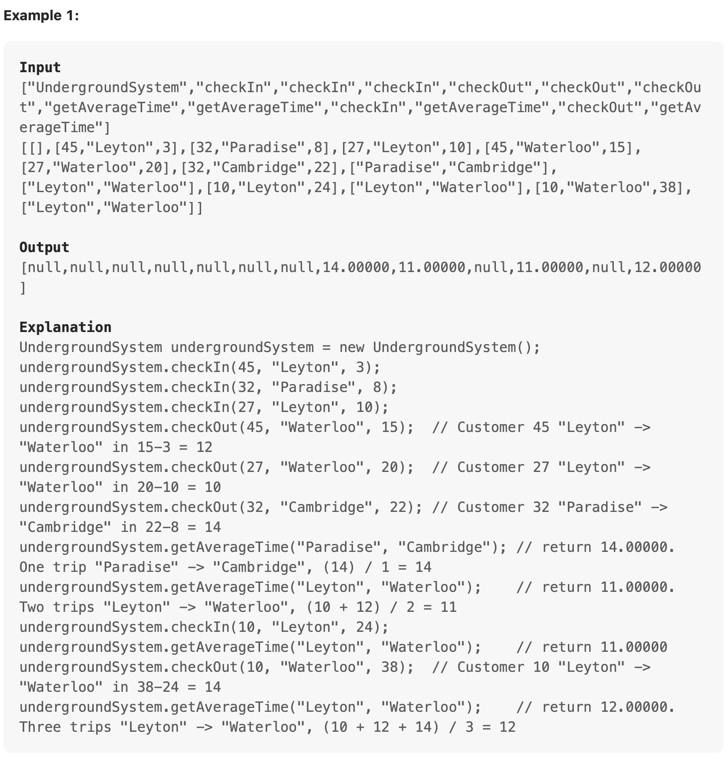 Example 1:
Input
["UndergroundSystem","checkIn","checkIn","checkIn","checkOut","checkOut","checkOu
t","getAverageTime","getAverageTime","checkIn","getAverageTime","checkOut","getAv
erageTime"]
[[],[45,"Leyton",3],[32,"Paradise",8],[27,"Leyton",10],[45,"Waterloo",15],
[27,"Waterloo",20],[32,"Cambridge",22],["Paradise","Cambridge"],
["Leyton","Waterloo"],[10,"Leyton",24],["Leyton","Waterloo"],[10,"Waterloo",38],
["Leyton","Waterloo"]]
Output
[null,null,null,null,null,null,null,14.00000,11.00000,null,11.00000,null,12.00000
]
Explanation
UndergroundSystem undergroundSystem = new UndergroundSystem();
undergroundSystem.checkIn(45, "Leyton", 3);
undergroundSystem.checkIn(32, "Paradise", 8);
undergroundSystem.checkIn(27, "Leyton", 10);
undergroundSystem.checkOut(45, "Waterloo", 15);  // Customer 45 "Leyton" ->
"Waterloo" in 15-3 = 12
undergroundSystem.checkOut(27, "Waterloo", 20);  // Customer 27 "Leyton" ->
"Waterloo" in 20-10 = 10
undergroundSystem.checkOut(32, "Cambridge", 22); // Customer 32 "Paradise" ->
"Cambridge" in 22-8 = 14
undergroundSystem.getAverageTime("Paradise", "Cambridge"); // return 14.00000.
One trip "Paradise" -> "Cambridge", (14) / 1 = 14
undergroundSystem.getAverageTime("Leyton", "Waterloo");    // return 11.00000.
Two trips "Leyton" -> "Waterloo", (10 + 12) / 2 = 11
undergroundSystem.checkIn(10, "Leyton", 24);
undergroundSystem.getAverageTime("Leyton", "Waterloo");    // return 11.00000
undergroundSystem.checkOut(10, "Waterloo", 38);  // Customer 10 "Leyton" ->
"Waterloo" in 38-24 = 14
undergroundSystem.getAverageTime("Leyton", "Waterloo");    // return 12.00000.
Three trips "Leyton" -> "Waterloo", (10 + 12 + 14) / 3 = 12